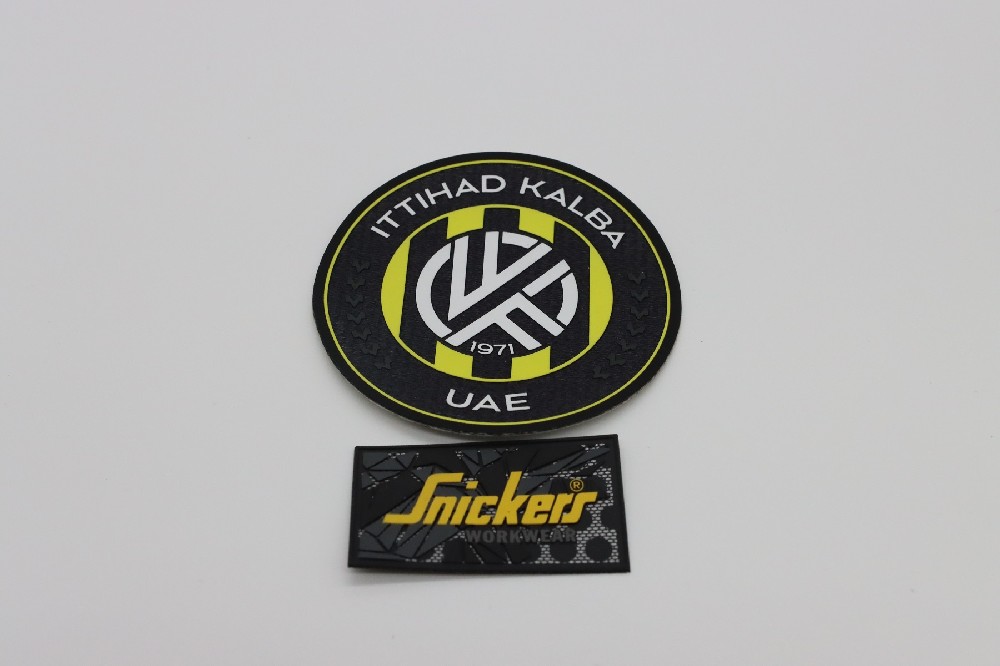 ITTIHAD KALBA
1971
UAE
Snickers®
WORKWEAR